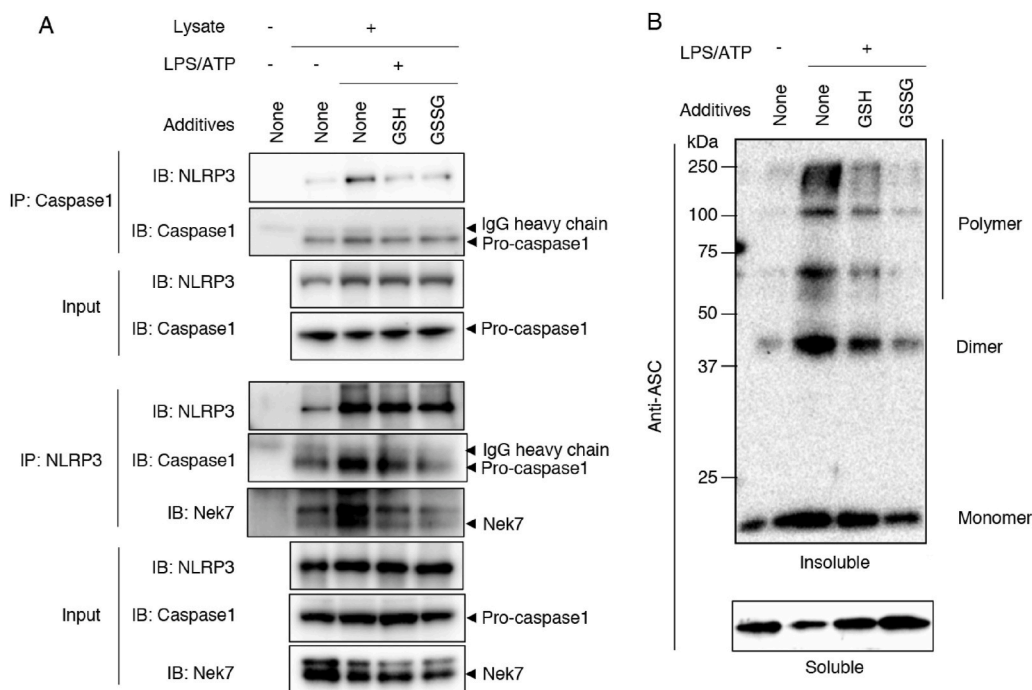 A
Lysate - +
LPS/ATP - - +
Additives None None None GSH GSSG
IP: Caspase1
IB: NLRP3
IB: Caspase1
IgG heavy chain
Pro-caspase1
Input
IB: NLRP3
IB: Caspase1
Pro-caspase1
IP: NLRP3
IB: NLRP3
IB: Caspase1
IgG heavy chain
Pro-caspase1
IB: Nek7
Nek7
Input
IB: NLRP3
IB: Caspase1
Pro-caspase1
IB: Nek7
Nek7
B
LPS/ATP - +
Additives None None GSH GSSG
kDa
250
100
75
50
37
25
Anti-ASC
Polymer
Dimer
Monomer
Insoluble
Soluble